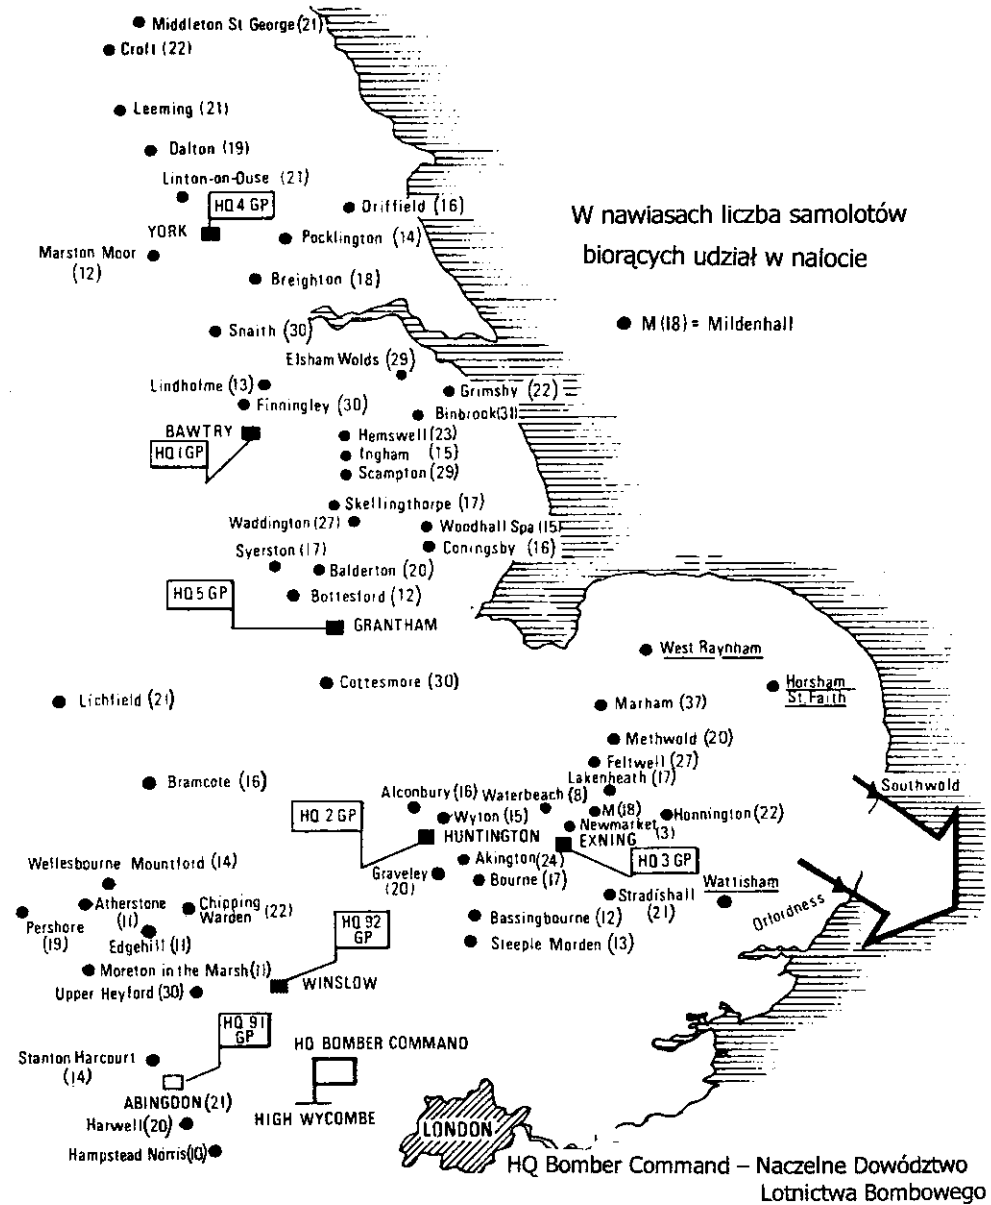 Middleton St George (21)
Croft (22)
Leeming (21)
Dalton (19)
Linton-on-Ouse (21)
HQ 4 GP
YORK
Driffield (16)
Pocklington (14)
Marston Moor
(12)
Breighton (18)
W nawiasach liczba samolotów
biorących udział w nalocie
M (18) = Mildenhall
Snaith (30)
Elsham Wolds (29)
Lindholme (13)
Grimsby (22)
Finningley (30)
Binbrook (31)
BAWTRY
HQ 1 GP
Hemswell (23)
Ingham (15)
Scampton (29)
Skellingthorpe (17)
Waddington (27)
Woodhall Spa (15)
Coningsby (16)
Syerston (17)
Balderton (20)
HQ 5 GP
Bottesford (12)
GRANTHAM
West Raynham
Horsham
St. Faith
Cottesmore (30)
Lichfield (21)
Marham (37)
Methwold (20)
Feltwell (27)
Lakenheath (17)
Bramcote (16)
Alconbury (16)
Waterbeach (8)
Southwold
HQ 2 GP
Wyton (15)
M (18)
Honnington (22)
Newmarket
(3)
HUNTINGTON
EXNING
HQ 3 GP
Akington (24)
Graveley
(20)
Bourne (17)
Wellesbourne Mountford (14)
Stradishall
(21)
Wattisham
Orfordness
Atherstone
(11)
Chipping
Warden
(22)
Pershore
(19)
Edgehill (11)
HQ 92
GP
Bassingbourne (12)
Steeple Morden (13)
Moreton in the Marsh (11)
WINSLOW
Upper Heyford (30)
HQ 91
GP
HQ BOMBER COMMAND
Stanton Harcourt
(14)
ABINGDON (21)
HIGH WYCOMBE
Harwell (20)
LONDON
Hampstead Norris (10)
HQ Bomber Command – Naczelne Dowództwo
Lotnictwa Bombowego